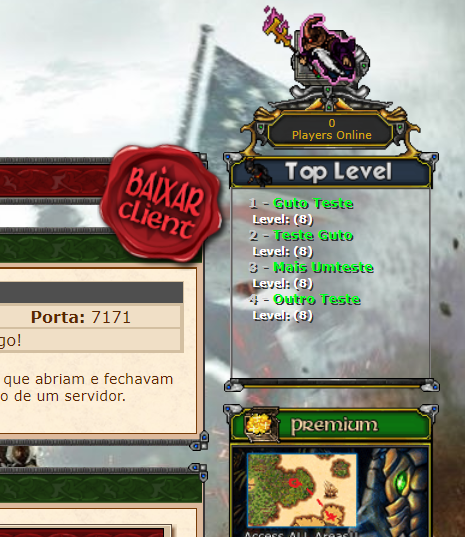 0
Players Online
Top Level
1 - Guto Teste
Level: (8)
2 - Teste Guto
Level: (8)
3 - Mais Umteste
Level: (8)
4 - Outro Teste
Level: (8)
BAIXAR
client
Porta: 7171
go!
que abriam e fechavam
o de um servidor.
Premium
Access ALL Areas!!